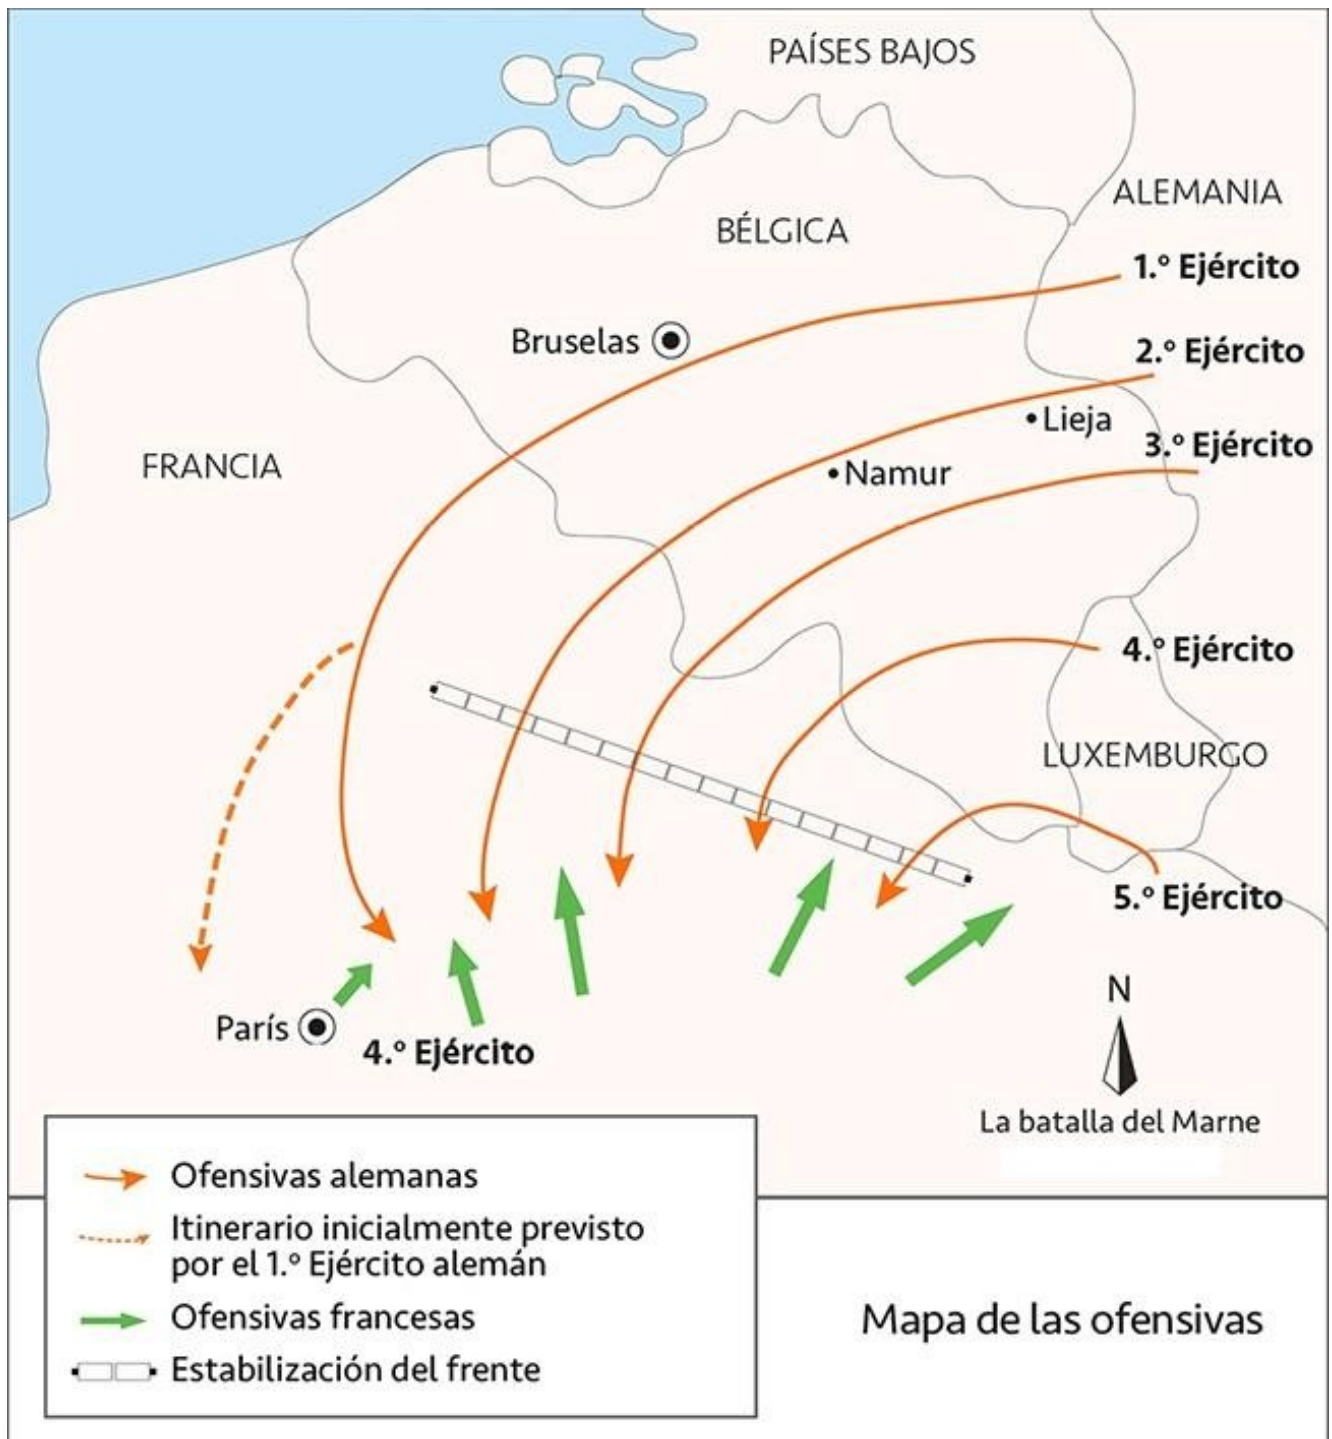 PAÍSES BAJOS
ALEMANIA
BÉLGICA
1.º Ejército
Bruselas
2.º Ejército
Lieja
3.º Ejército
FRANCIA
Namur
4.º Ejército
LUXEMBURGO
5.º Ejército
N
París
4.º Ejército
La batalla del Marne
Ofensivas alemanas
Itinerario inicialmente previsto
por el 1.º Ejército alemán
Ofensivas francesas
Estabilización del frente
Mapa de las ofensivas